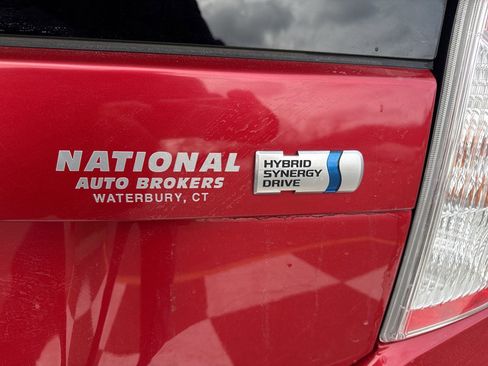 NATIONAL
AUTO BROKERS
WATERBURY, CT
HYBRID
SYNERGY
DRIVE